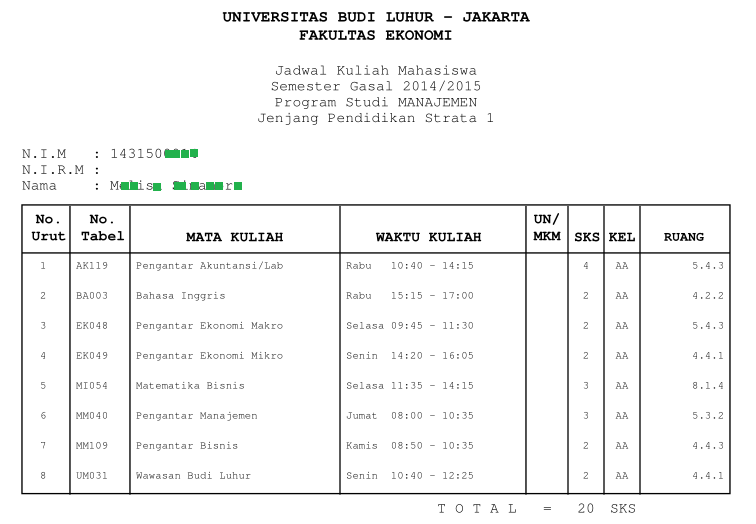 UNIVERSITAS BUDI LUHUR - JAKARTA
FAKULTAS EKONOMI
Jadwal Kuliah Mahasiswa
Semester Gasal 2014/2015
Program Studi MANAJEMEN
Jenjang Pendidikan Strata 1
N.I.M : 143150
N.I.R.M :
Nama :
No. Urut No. Tabel MATA KULIAH WAKTU KULIAH UN/ MKM SKS KEL RUANG
1 AK119 Pengantar Akuntansi/Lab Rabu 10:40 - 14:15 4 AA 5.4.3
2 BA003 Bahasa Inggris Rabu 15:15 - 17:00 2 AA 4.2.2
3 EK048 Pengantar Ekonomi Makro Selasa 09:45 - 11:30 2 AA 5.4.3
4 EK049 Pengantar Ekonomi Mikro Senin 14:20 - 16:05 2 AA 4.4.1
5 MI054 Matematika Bisnis Selasa 11:35 - 14:15 3 AA 8.1.4
6 MM040 Pengantar Manajemen Jumat 08:00 - 10:35 3 AA 5.3.2
7 MM109 Pengantar Bisnis Kamis 08:50 - 10:35 2 AA 4.4.3
8 UM031 Wawasan Budi Luhur Senin 10:40 - 12:25 2 AA 4.4.1
T O T A L = 20 SKS